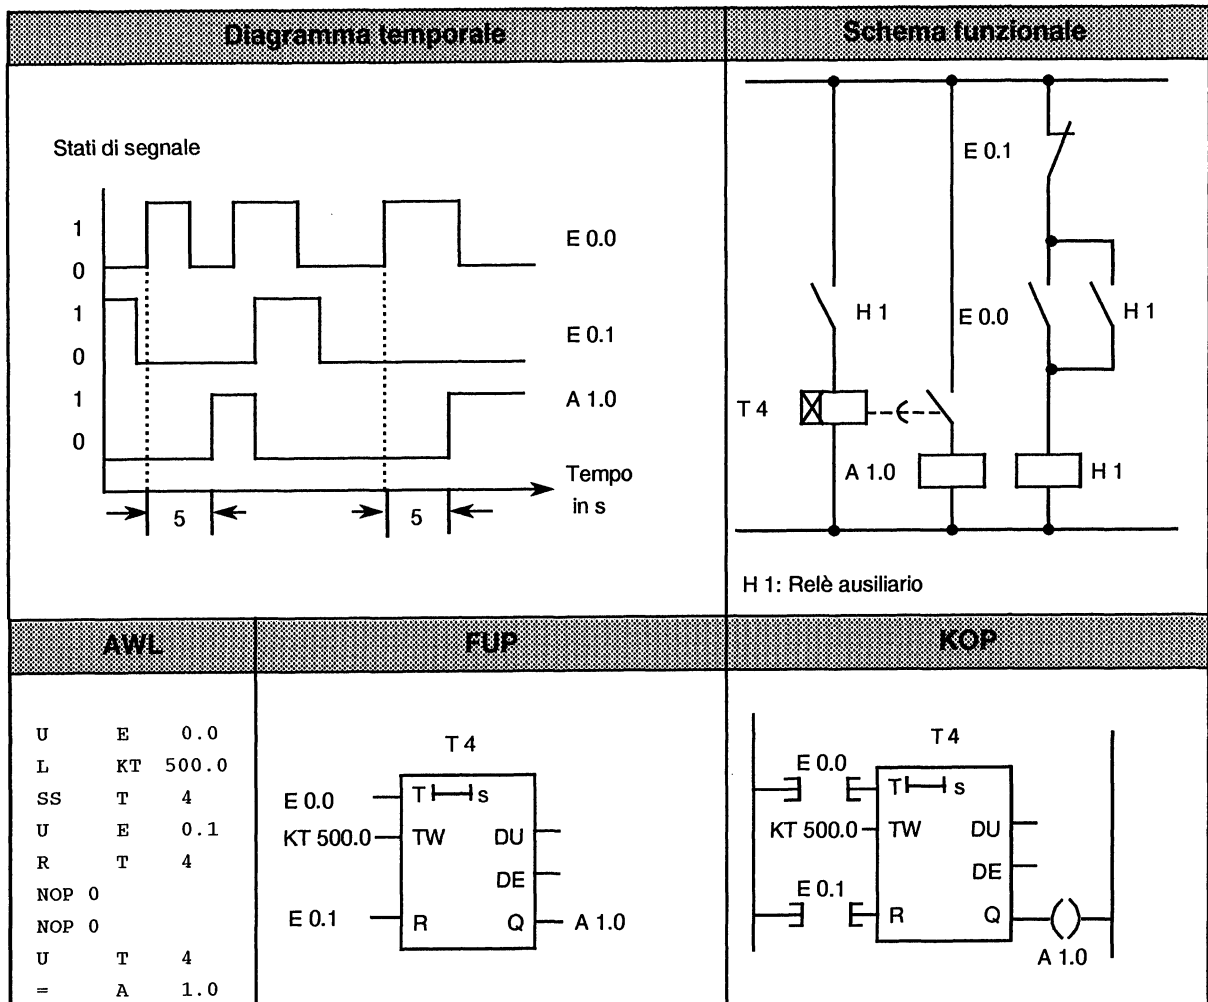 Diagramma temporale
Schema funzionale
Stati di segnale
1
0
E 0.0
1
0
E 0.1
1
0
A 1.0
Tempo
in s
5
5
E 0.1
H 1
E 0.0
H 1
T 4
A 1.0
H 1
H 1: Relè ausiliario
AWL
FUP
KOP
U E 0.0
L KT 500.0
SS T 4
U E 0.1
R T 4
NOP 0
NOP 0
U T 4
= A 1.0
T 4
E 0.0
T s
KT 500.0
TW DU
DE
E 0.1
R Q
A 1.0
T 4
E 0.0
T s
KT 500.0
TW DU
DE
E 0.1
R Q
A 1.0